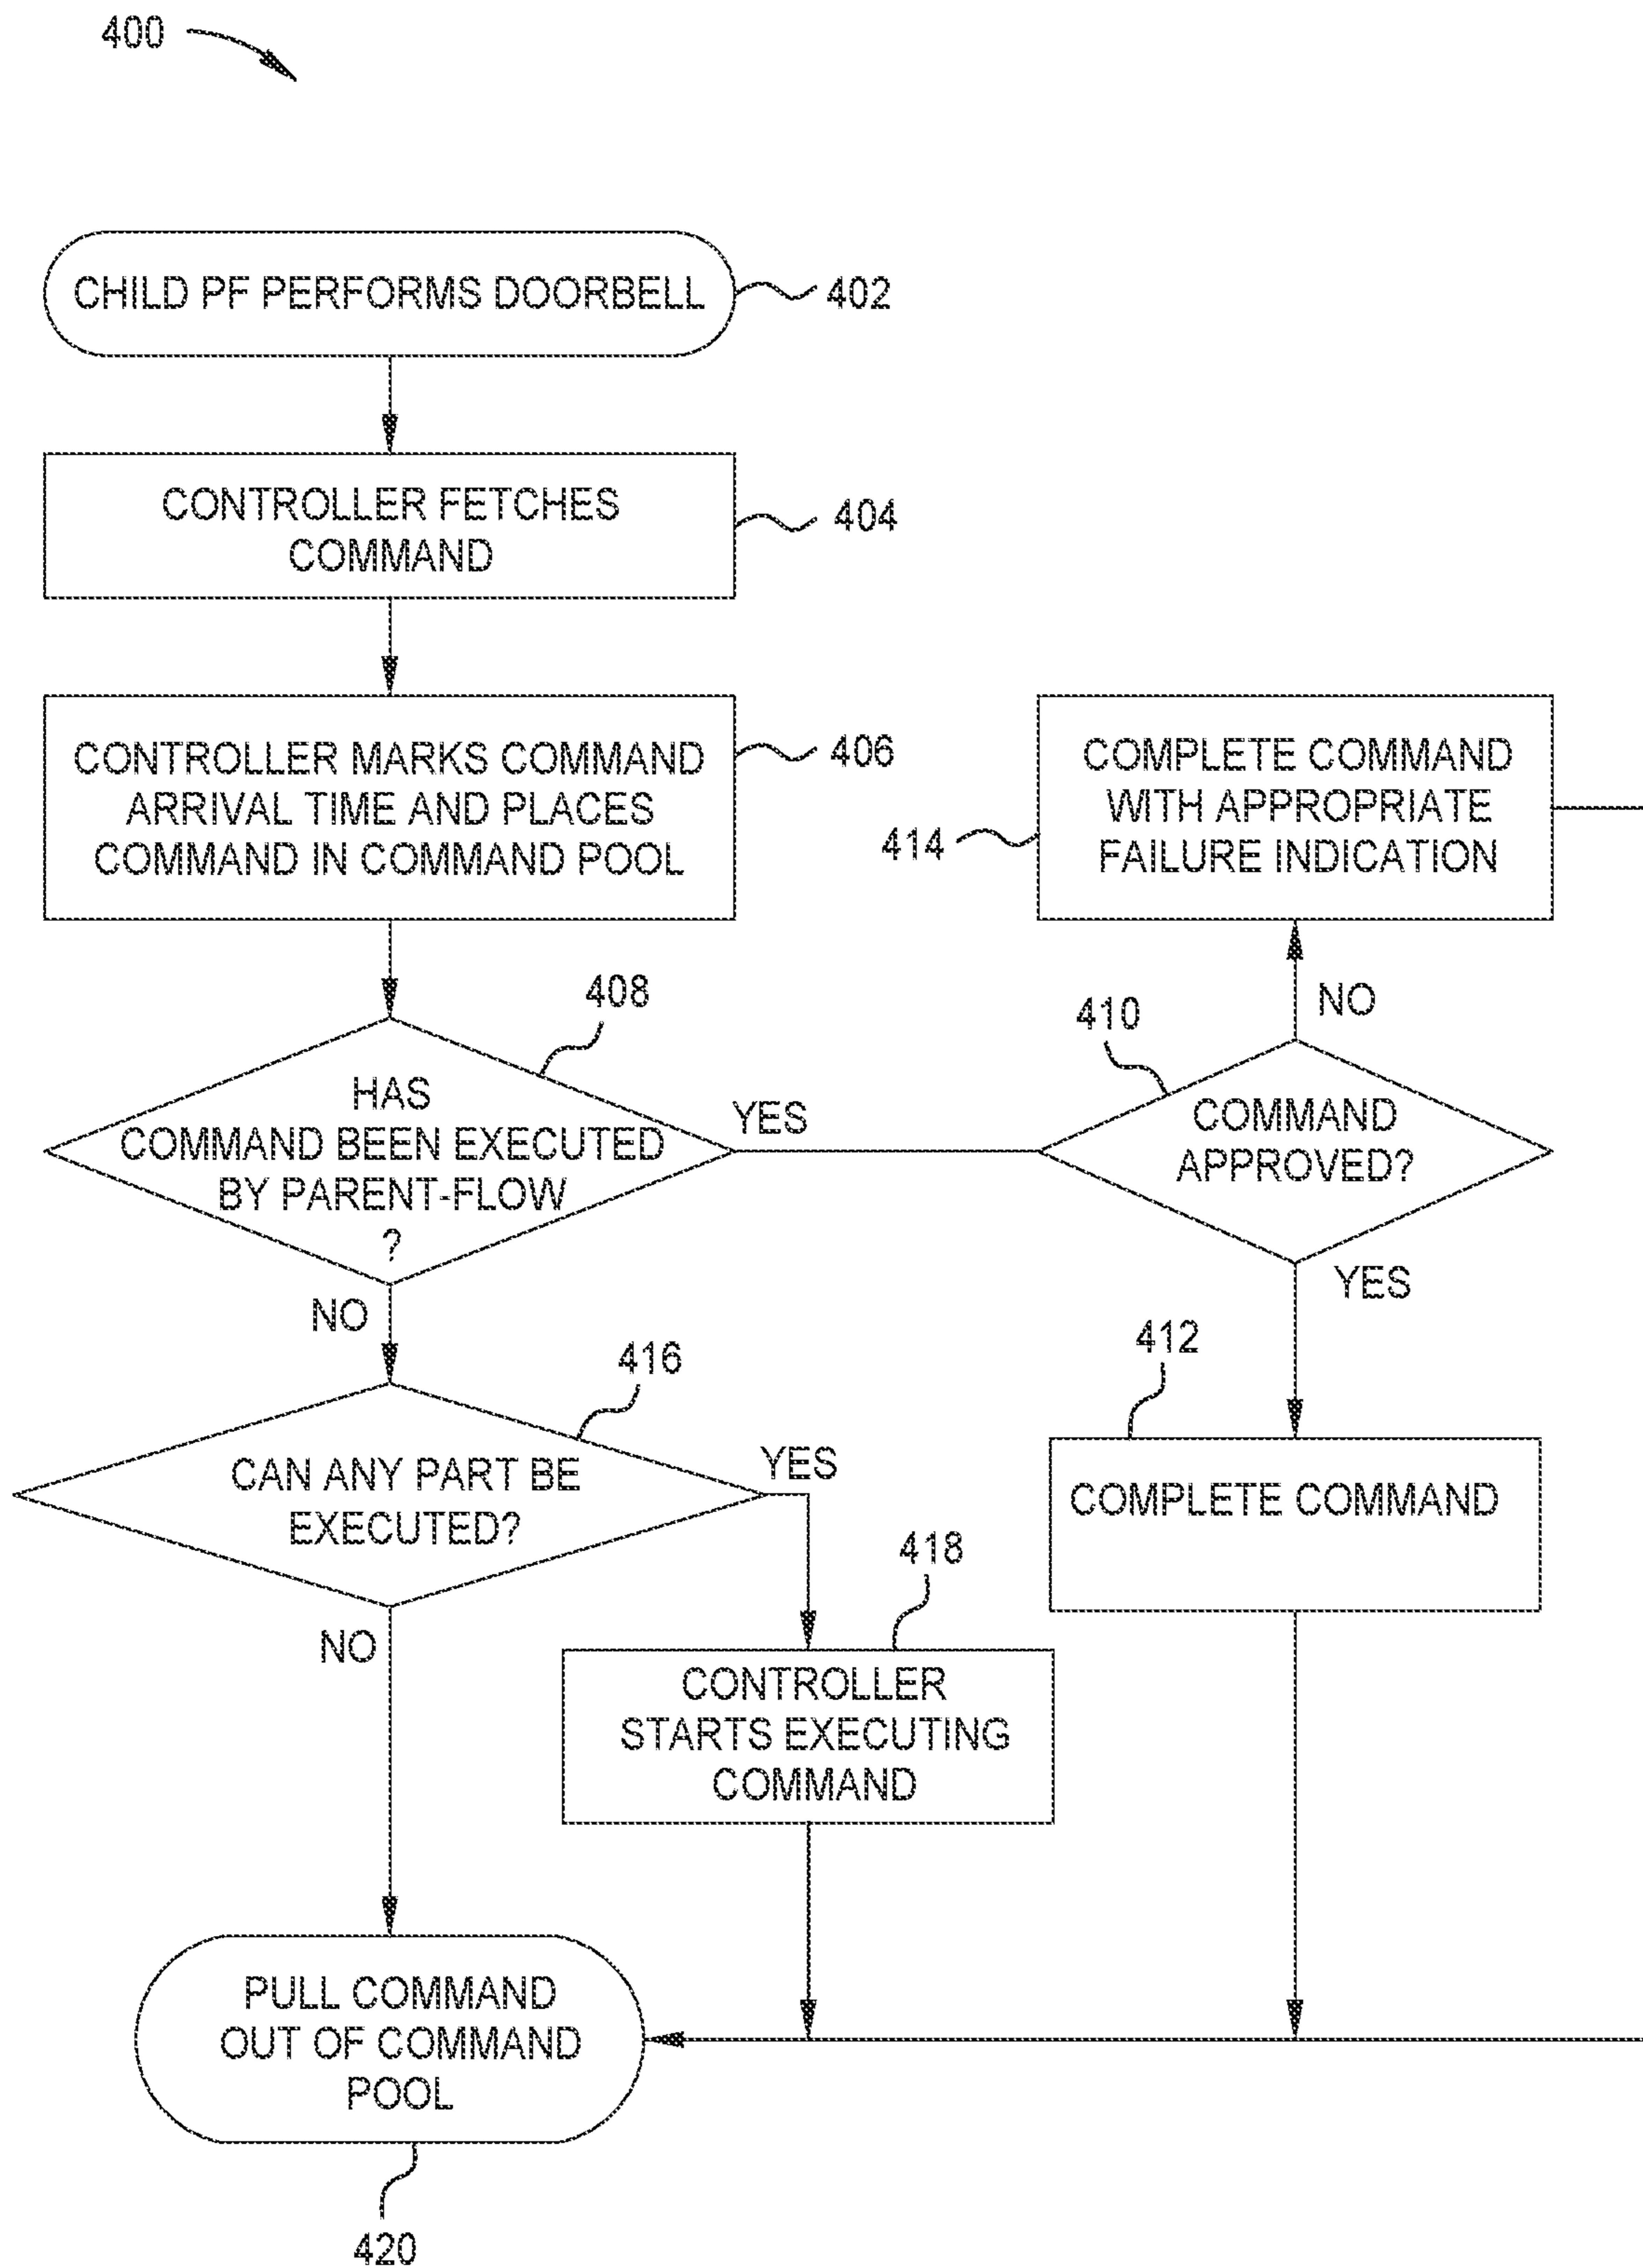 400
CHILD PF PERFORMS DOORBELL
402
CONTROLLER FETCHES
COMMAND
404
CONTROLLER MARKS COMMAND
ARRIVAL TIME AND PLACES
COMMAND IN COMMAND POOL
406
COMPLETE COMMAND
WITH APPROPRIATE
FAILURE INDICATION
414
408
HAS
COMMAND BEEN EXECUTED
BY PARENT-FLOW
?
YES
410
NO
COMMAND
APPROVED?
YES
NO
416
CAN ANY PART BE
EXECUTED?
YES
412
COMPLETE COMMAND
418
NO
CONTROLLER
STARTS EXECUTING
COMMAND
PULL COMMAND
OUT OF COMMAND
POOL
420